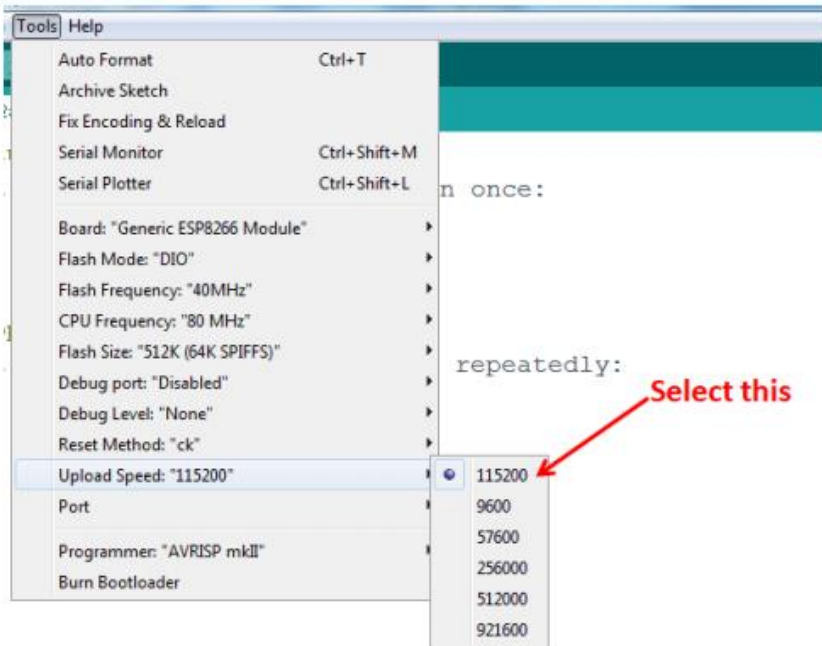 Tools Help
Auto Format Ctrl+T
Archive Sketch
Fix Encoding & Reload
Serial Monitor Ctrl+Shift+M
Serial Plotter Ctrl+Shift+L
n once:
Board: "Generic ESP8266 Module"
Flash Mode: "DIO"
Flash Frequency: "40MHz"
CPU Frequency: "80 MHz"
Flash Size: "512K (64K SPIFFS)"
repeatedly:
Debug port: "Disabled"
Select this
Debug Level: "None"
Reset Method: "ck"
Upload Speed: "115200"
115200
Port
9600
57600
Programmer: "AVRISP mkII"
256000
Burn Bootloader
512000
921600